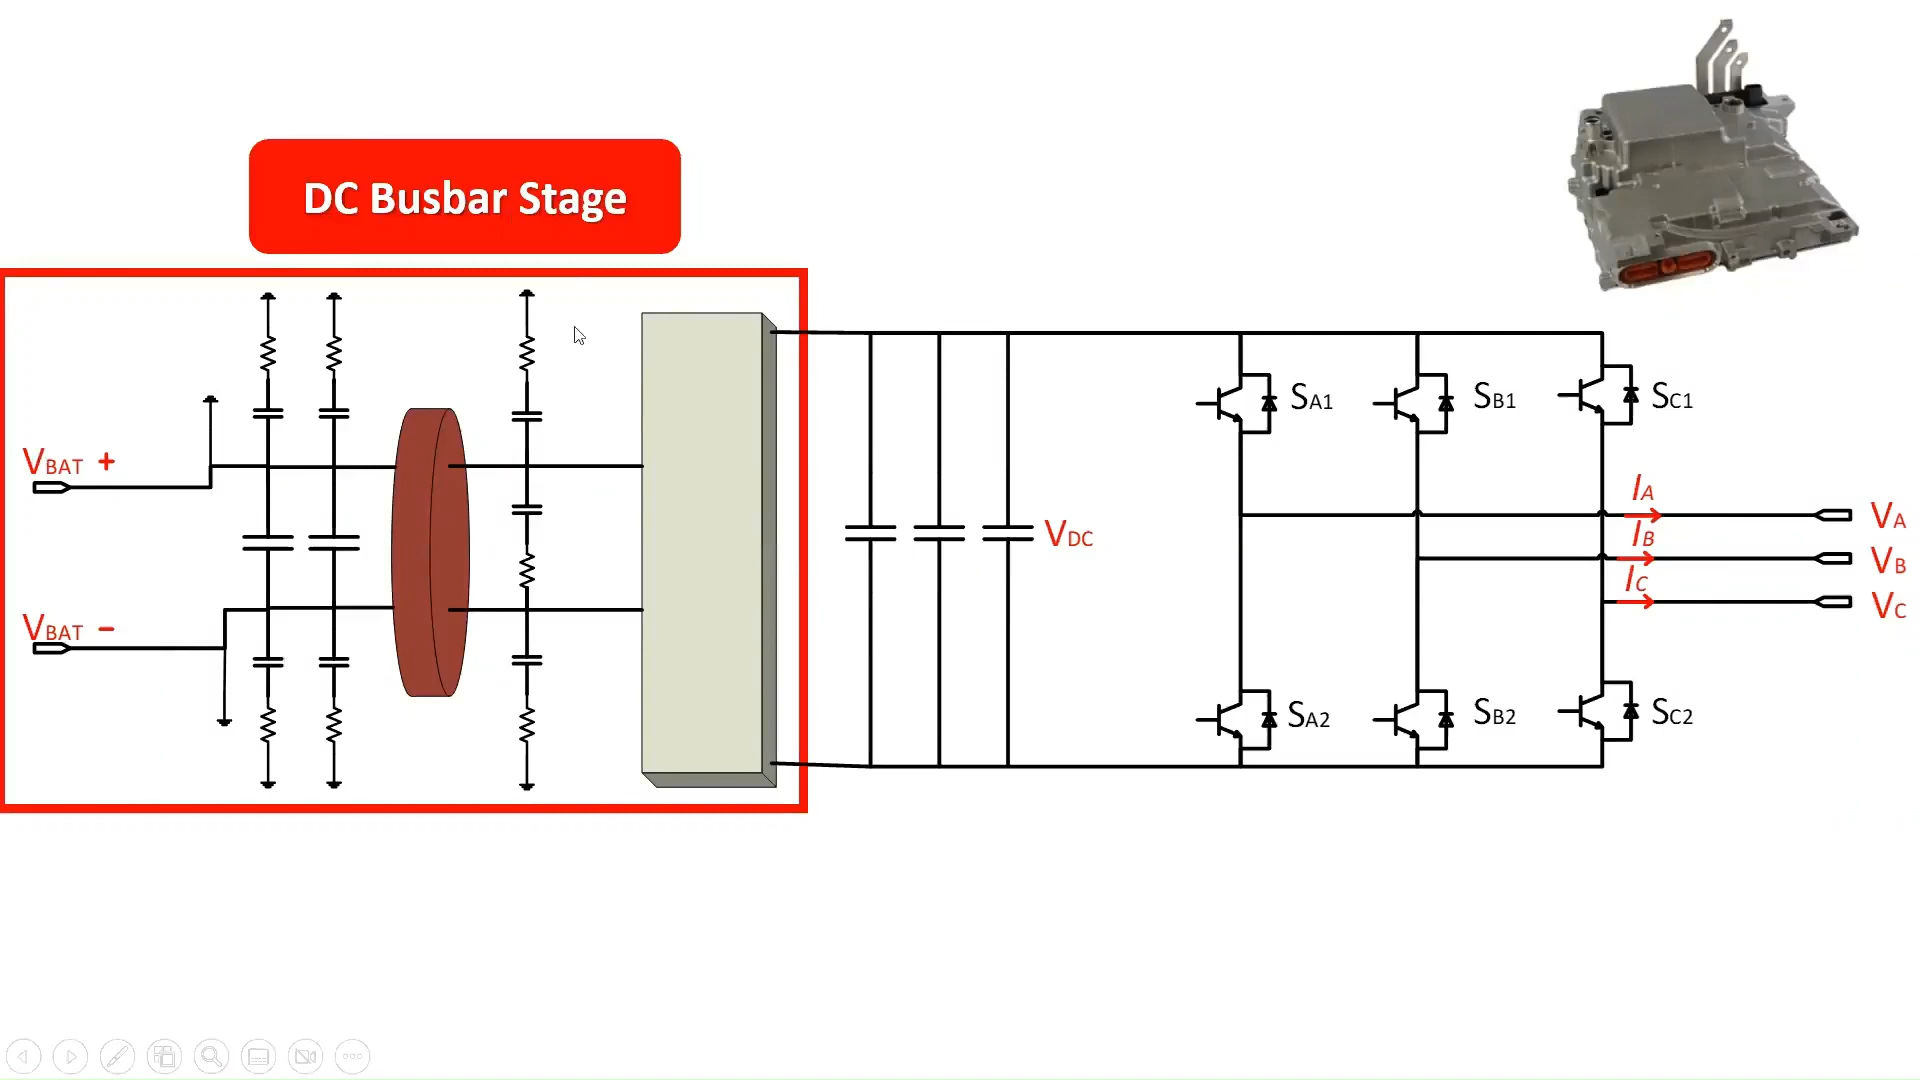 DC Busbar Stage
VBAT +
VBAT −
VDC
SA1
SB1
SC1
IA
IB
IC
VA
VB
VC
SA2
SB2
SC2